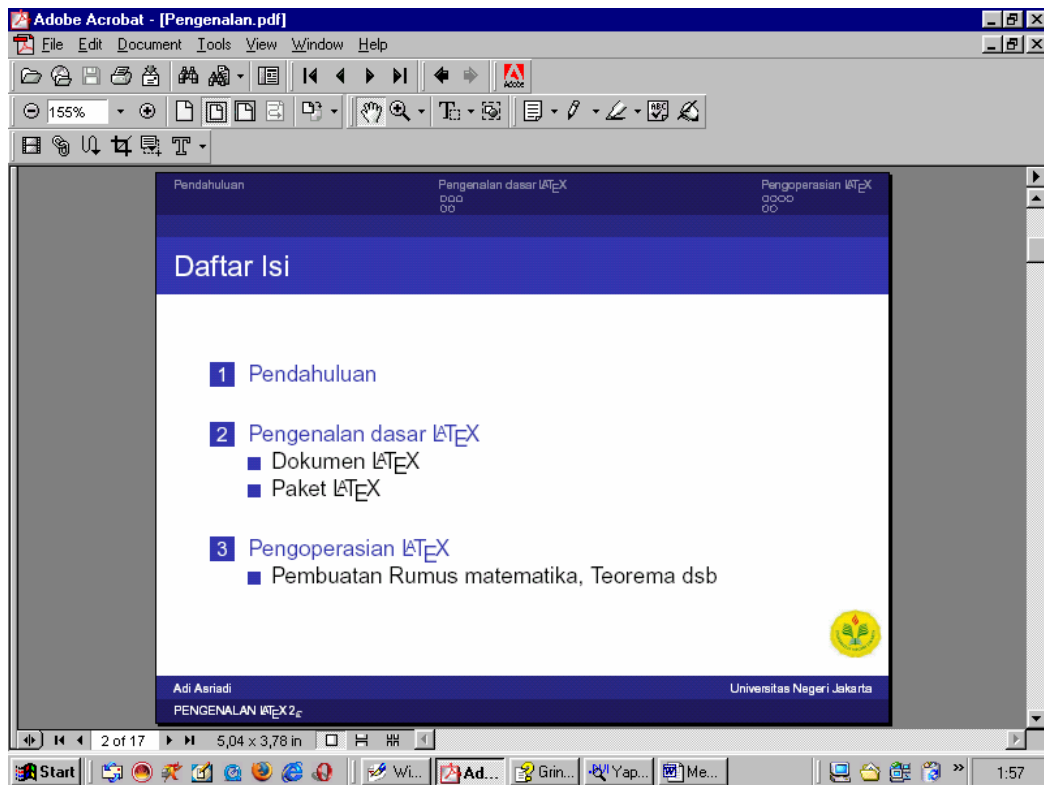 Adobe Acrobat - [Pengenalan.pdf]
File Edit Document Tools View Window Help
Adobe
155%
Pendahuluan Pengenalan dasar LATEX Pengoperasian LATEX
Daftar Isi
1 Pendahuluan
2 Pengenalan dasar LATEX
Dokumen LATEX
Paket LATEX
3 Pengoperasian LATEX
Pembuatan Rumus matematika, Teorema dsb
Adi Asriadi Universitas Negeri Jakarta
PENGENALAN LATEX2ε
2 of 17 5,04 x 3,78 in
Start Wi... Ad... Grin... Yap... Me... » 1:57